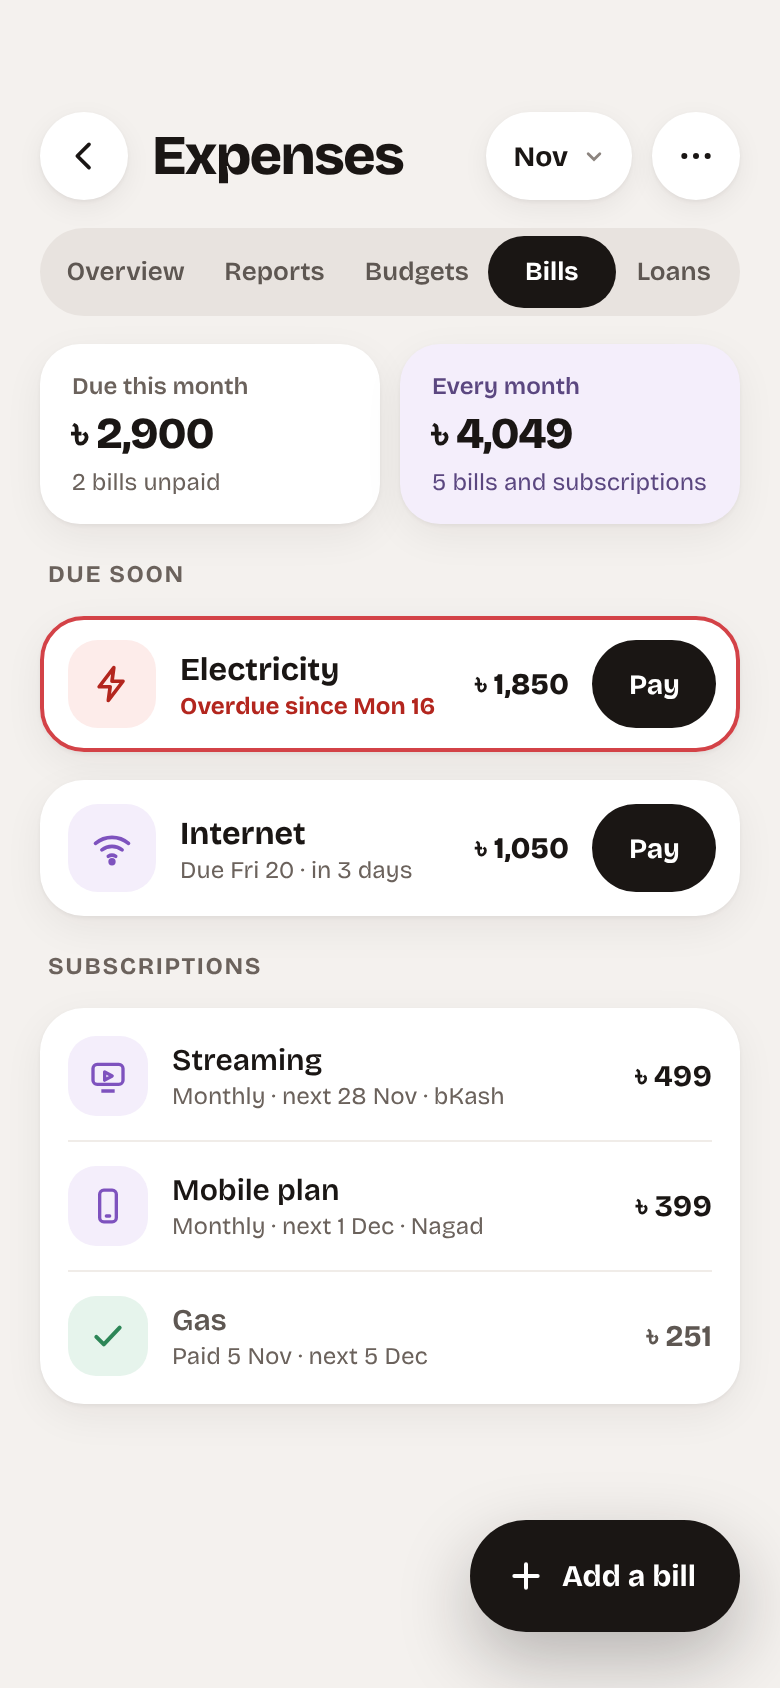 Expenses
Nov
Overview Reports Budgets Bills Loans
Due this month
৳ 2,900
2 bills unpaid
Every month
৳ 4,049
5 bills and subscriptions
DUE SOON
Electricity
Overdue since Mon 16
৳ 1,850
Pay
Internet
Due Fri 20 · in 3 days
৳ 1,050
Pay
SUBSCRIPTIONS
Streaming
Monthly · next 28 Nov · bKash
৳ 499
Mobile plan
Monthly · next 1 Dec · Nagad
৳ 399
Gas
Paid 5 Nov · next 5 Dec
৳ 251
Add a bill